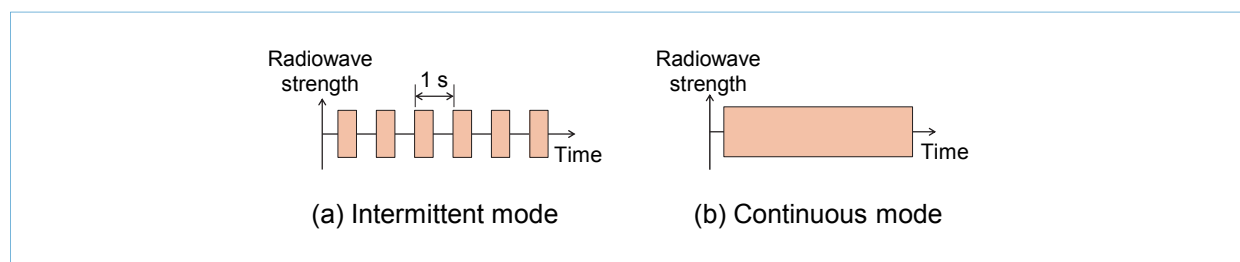 Radiowave
strength
1 s
Time
(a) Intermittent mode
Radiowave
strength
Time
(b) Continuous mode